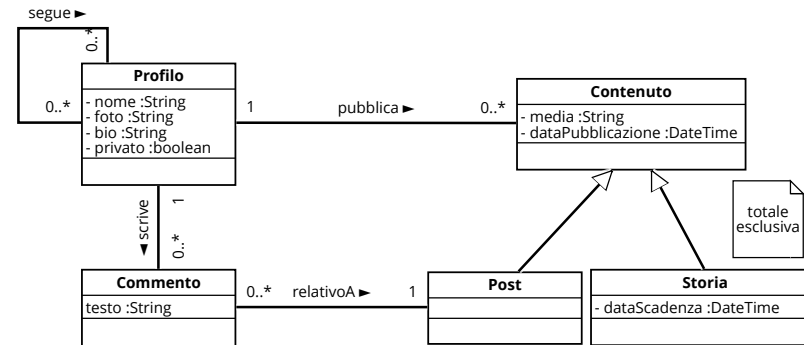 segue ►
0..*
0..*
Profilo
- nome :String
- foto :String
- bio :String
- privato :boolean
1
pubblica ►
0..*
Contenuto
- media :String
- dataPubblicazione :DateTime
totale
esclusiva
◄ scrive
1
0..*
Commento
testo :String
0..*
relativoA ►
1
Post
Storia
- dataScadenza :DateTime